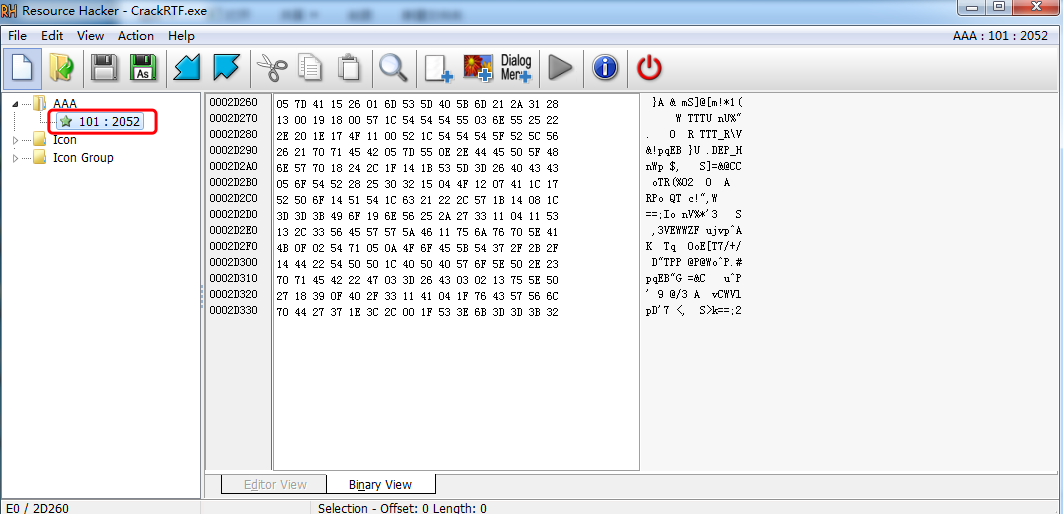 Resource Hacker - CrackRTF.exe
File Edit View Action Help
AAA : 101 : 2052
As
Dialog
Menu
AAA
101 : 2052
Icon
Icon Group
0002D260 05 7D 41 15 26 01 6D 53 5D 40 5B 6D 21 2A 31 28
0002D270 13 00 19 18 00 57 1C 54 54 54 55 03 6E 55 25 22
0002D280 2E 20 1E 17 4F 11 00 52 1C 54 54 54 5F 52 5C 56
0002D290 26 21 70 71 45 42 05 7D 55 0E 2E 44 45 50 5F 48
0002D2A0 6E 57 70 18 24 2C 1F 14 1B 53 5D 3D 26 40 43 43
0002D2B0 05 6F 54 52 28 25 30 32 15 04 4F 12 07 41 1C 17
0002D2C0 52 50 6F 14 51 54 1C 63 21 22 2C 57 1B 14 08 1C
0002D2D0 3D 3D 3B 49 6F 19 6E 56 25 2A 27 33 11 04 11 53
0002D2E0 13 2C 33 56 45 57 57 5A 46 11 75 6A 76 70 5E 41
0002D2F0 4B 0F 02 54 71 05 0A 4F 6F 45 5B 54 37 2F 2B 2F
0002D300 14 44 22 54 50 50 1C 40 50 40 57 6F 5E 50 2E 23
0002D310 70 71 45 42 22 47 03 3D 26 43 03 02 13 75 5E 50
0002D320 27 18 39 0F 40 2F 33 11 41 04 1F 76 43 57 56 6C
0002D330 70 44 27 37 1E 3C 2C 00 1F 53 3E 6B 3D 3D 3B 32
}A & mS]@[m!*1(
W TTTU nU%"
. O R TTT_R\V
&!pqEB }U .DEP_H
nWp $, S]=&@CC
oTR(%02 O A
RPo QT c!",W
==;Io nV%*'3 S
,3VEWWZF ujvp^A
K Tq OoE[T7/+/
D"TPP @P@Wo^P.#
pqEB"G =&C u^P
' 9 @/3 A vCWVl
pD'7 <, S>k==;2
Editor View
Binary View
E0 / 2D260
Selection - Offset: 0 Length: 0